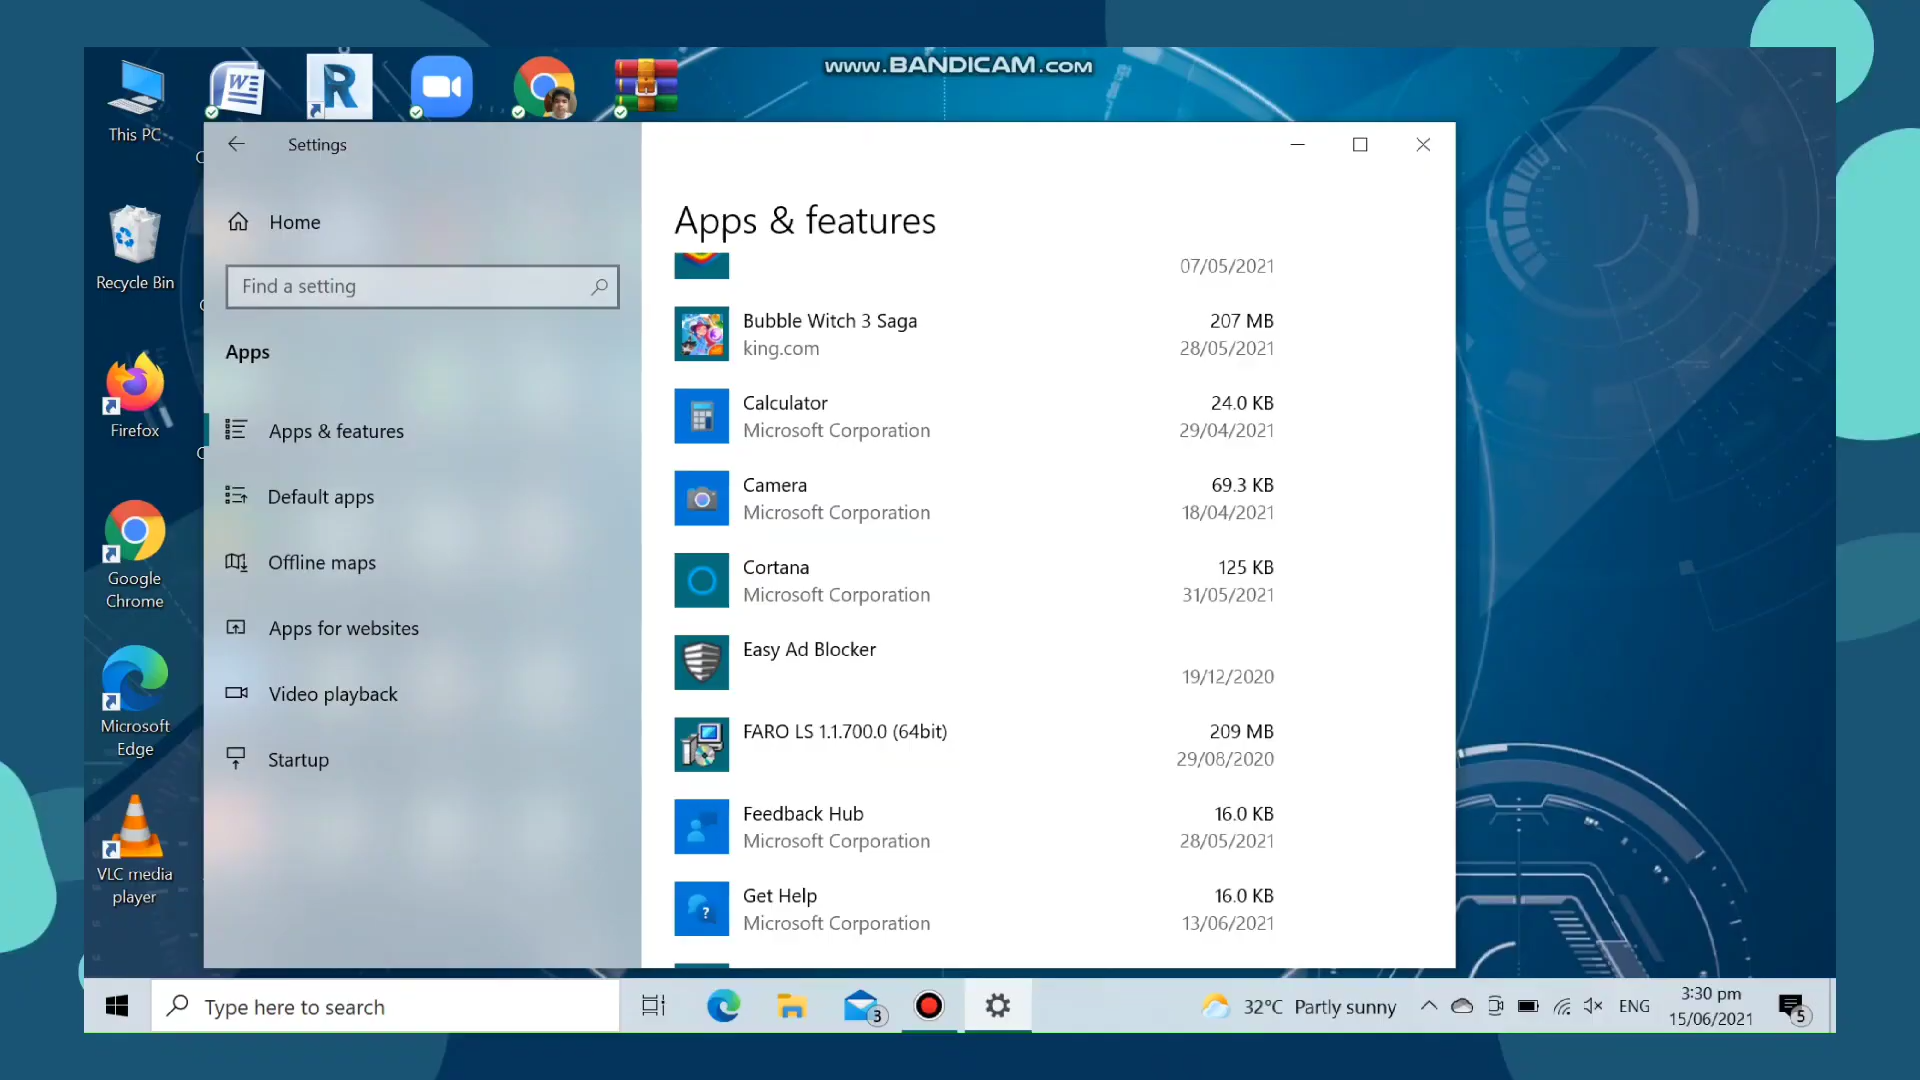 www.BANDICAM.com
This PC
Recycle Bin
Firefox
Google
Chrome
Microsoft
Edge
VLC media
player
W
R
Settings
Home
Find a setting
Apps
Apps & features
Default apps
Offline maps
Apps for websites
Video playback
Startup
Apps & features
07/05/2021
Bubble Witch 3 Saga 207 MB
king.com 28/05/2021
Calculator 24.0 KB
Microsoft Corporation 29/04/2021
Camera 69.3 KB
Microsoft Corporation 18/04/2021
Cortana 125 KB
Microsoft Corporation 31/05/2021
Easy Ad Blocker
19/12/2020
FARO LS 1.1.700.0 (64bit) 209 MB
29/08/2020
Feedback Hub 16.0 KB
Microsoft Corporation 28/05/2021
Get Help 16.0 KB
Microsoft Corporation 13/06/2021
Type here to search
3
32°C Partly sunny
ENG
3:30 pm
15/06/2021
5